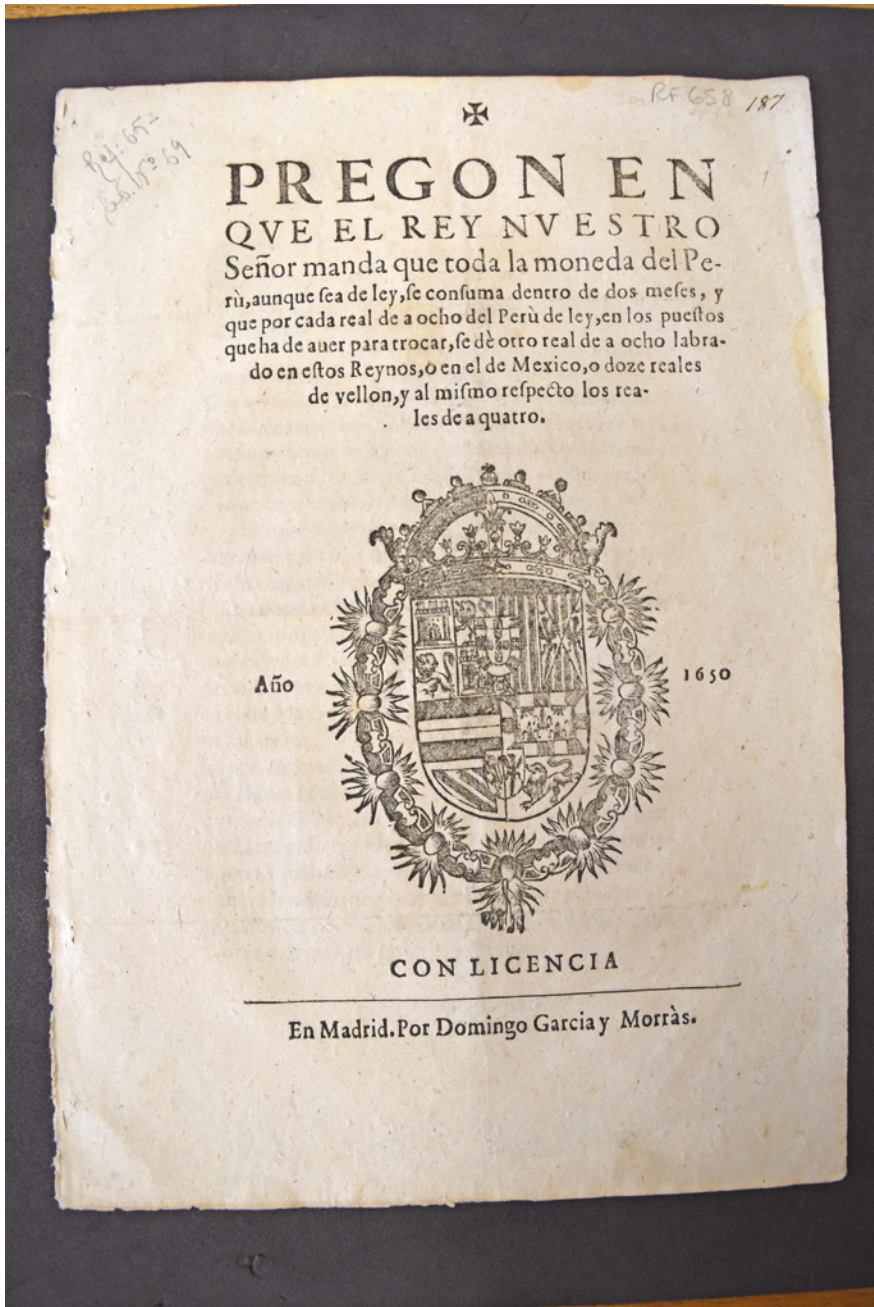 RF 658 187
✠
PREGON EN
QVE EL REY NVESTRO
Señor manda que toda la moneda del Pe-
rù,aunque ſea de ley,ſe conſuma dentro de dos meſes, y
que por cada real de a ocho del Perù de ley,en los pueſtos
que ha de auer para trocar,ſe dè otro real de a ocho labra-
do en eſtos Reynos,o en el de Mexico,o doze reales
de vellon,y al miſmo reſpecto los rea-
les de a quatro.
Año 1650
CON LICENCIA
En Madrid.Por Domingo Garcia y Morràs.